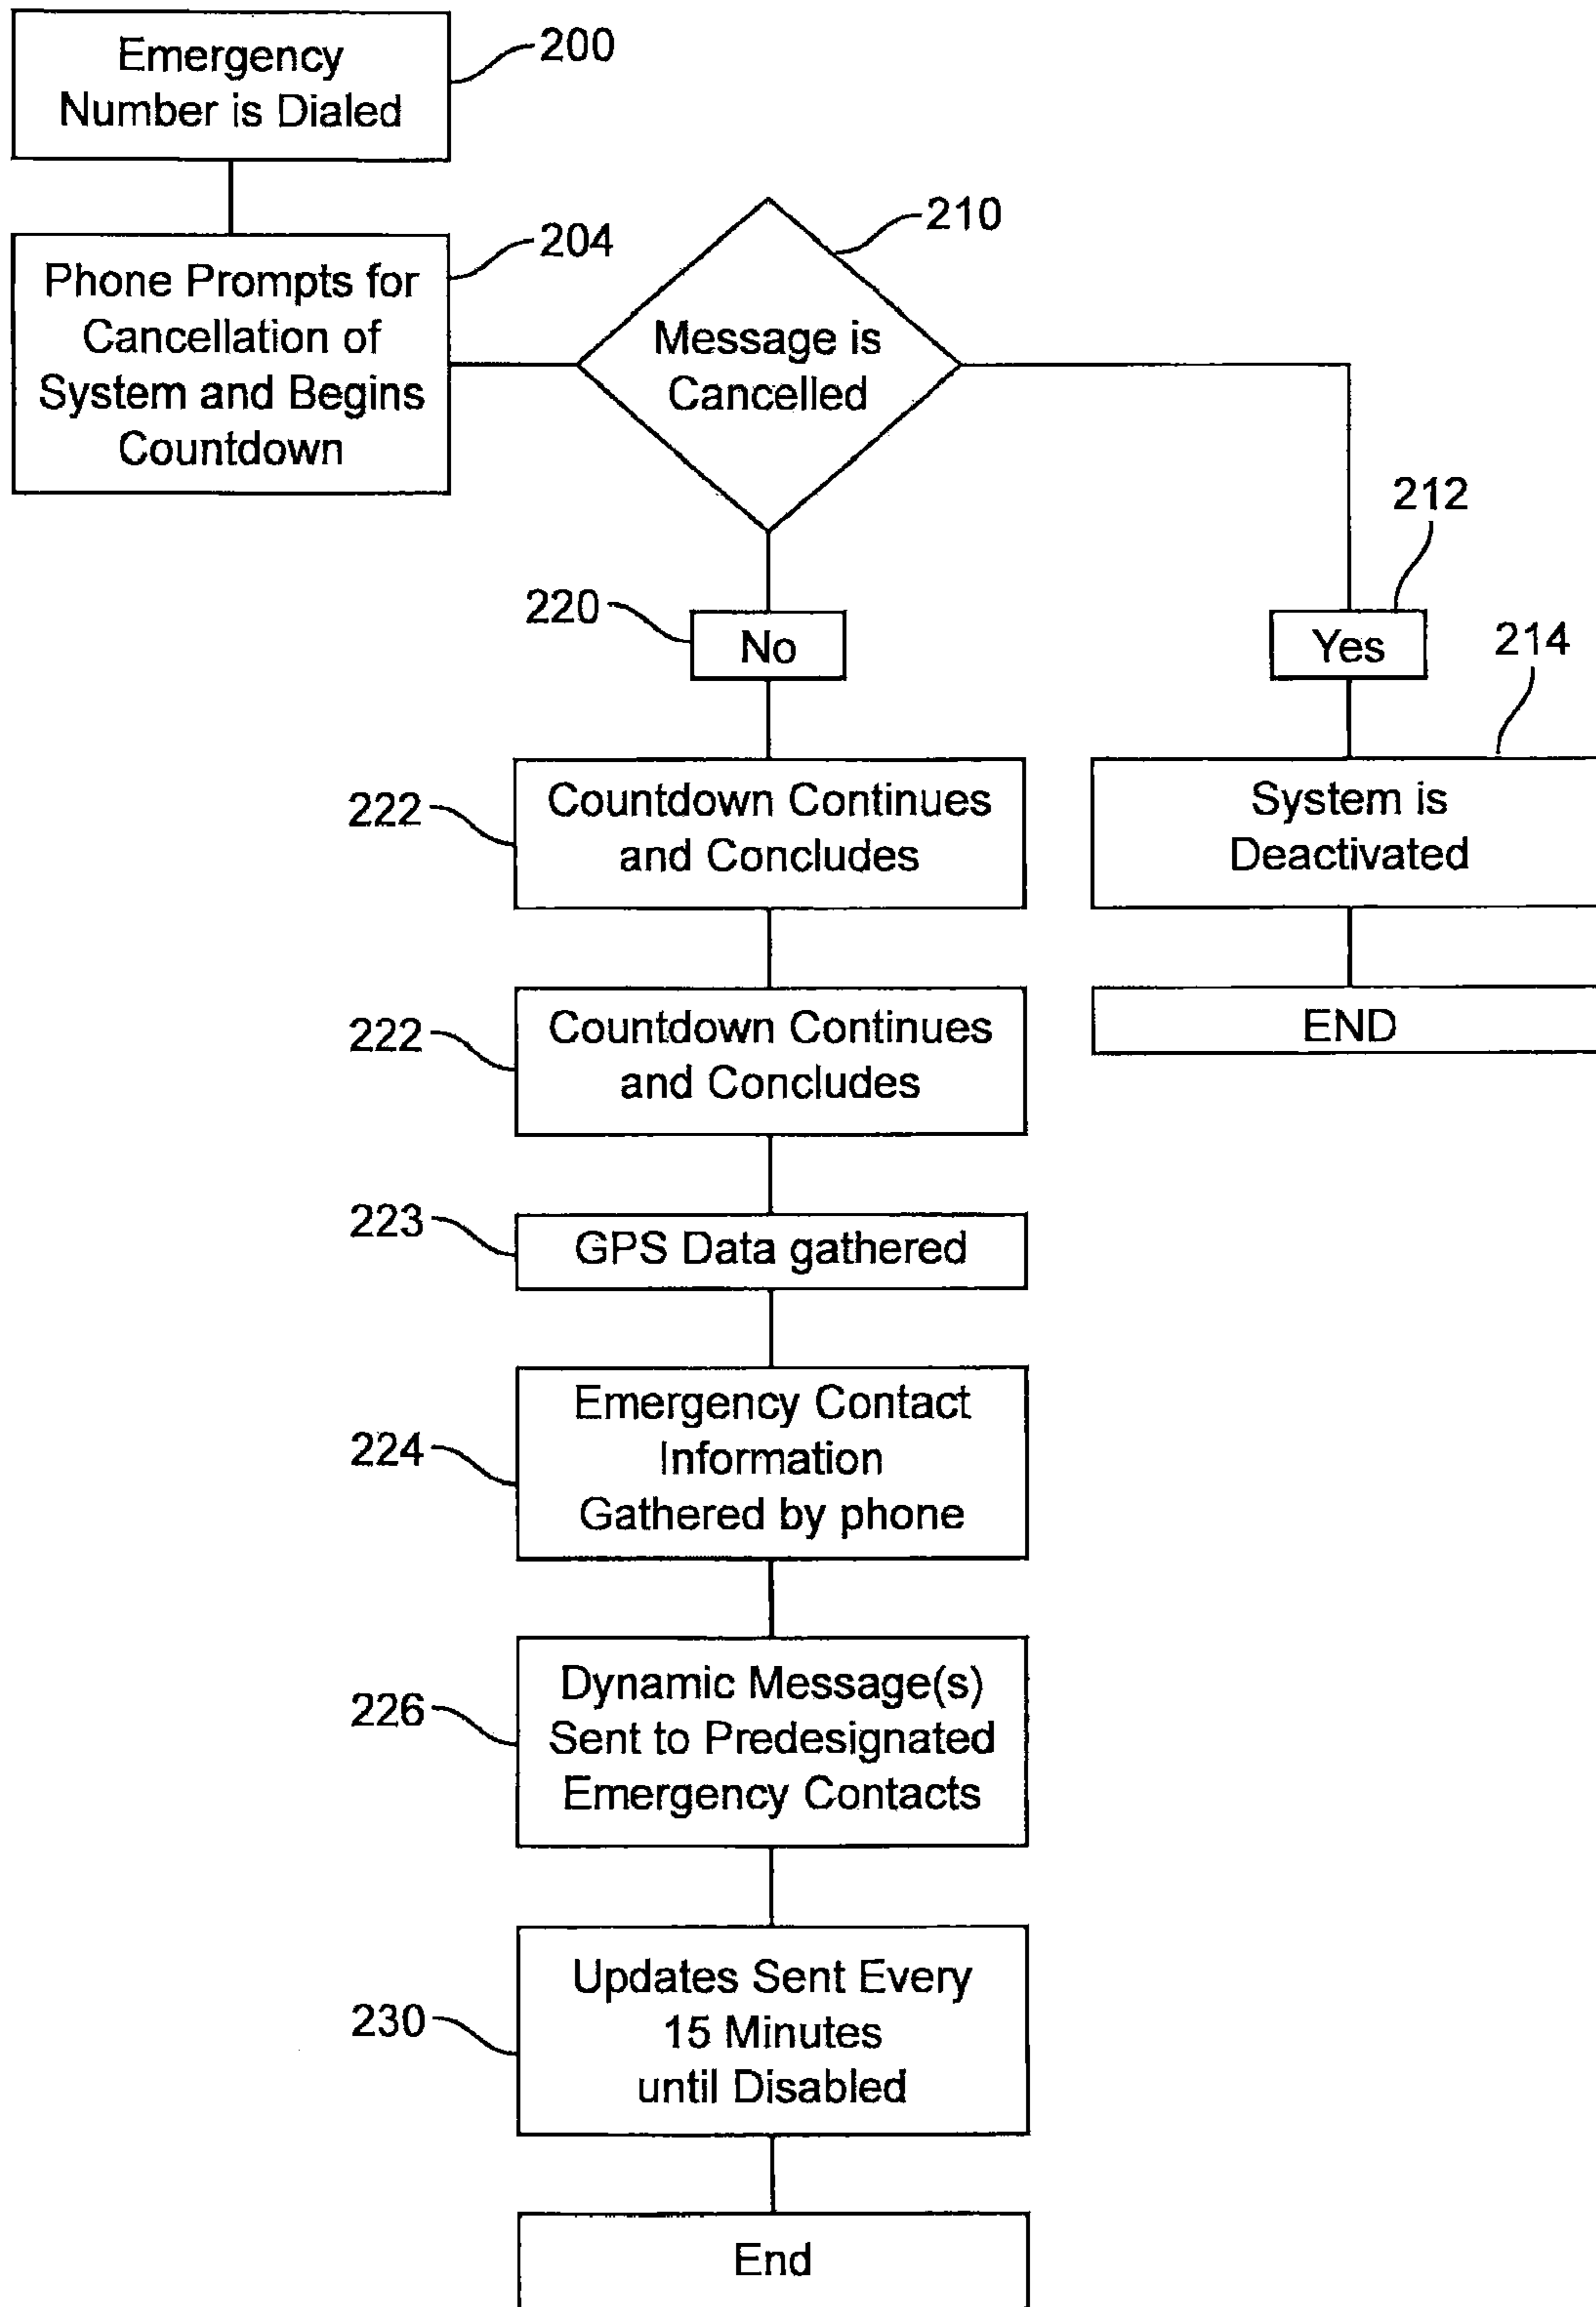 Emergency
Number is Dialed
200
Phone Prompts for
Cancellation of
System and Begins
Countdown
204
Message is
Cancelled
210
212
Yes
214
System is
Deactivated
END
220
No
222
Countdown Continues
and Concludes
222
Countdown Continues
and Concludes
223
GPS Data gathered
224
Emergency Contact
Information
Gathered by phone
226
Dynamic Message(s)
Sent to Predesignated
Emergency Contacts
230
Updates Sent Every
15 Minutes
until Disabled
End